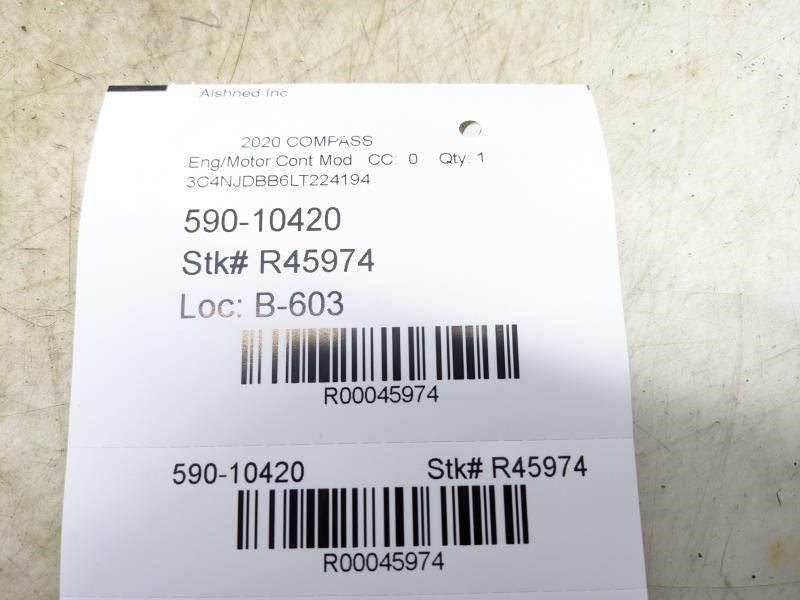 Alshned Inc
2020 COMPASS
Eng/Motor Cont Mod CC: 0 Qty: 1
3C4NJDBB6LT224194
590-10420
Stk# R45974
Loc: B-603
R00045974
590-10420 Stk# R45974
R00045974